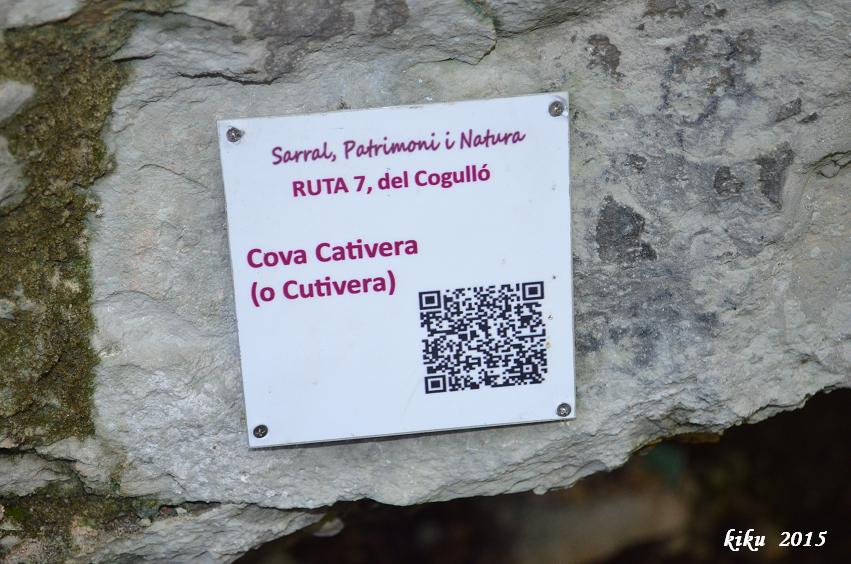 Sarral, Patrimoni i Natura
RUTA 7, del Cogulló
Cova Cativera
(o Cutivera)
kiku 2015